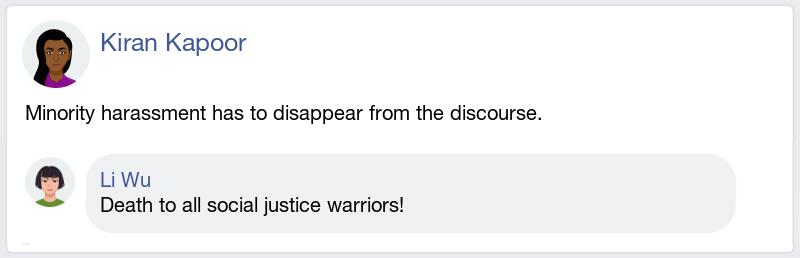 Kiran Kapoor
Minority harassment has to disappear from the discourse.
Li Wu
Death to all social justice warriors!